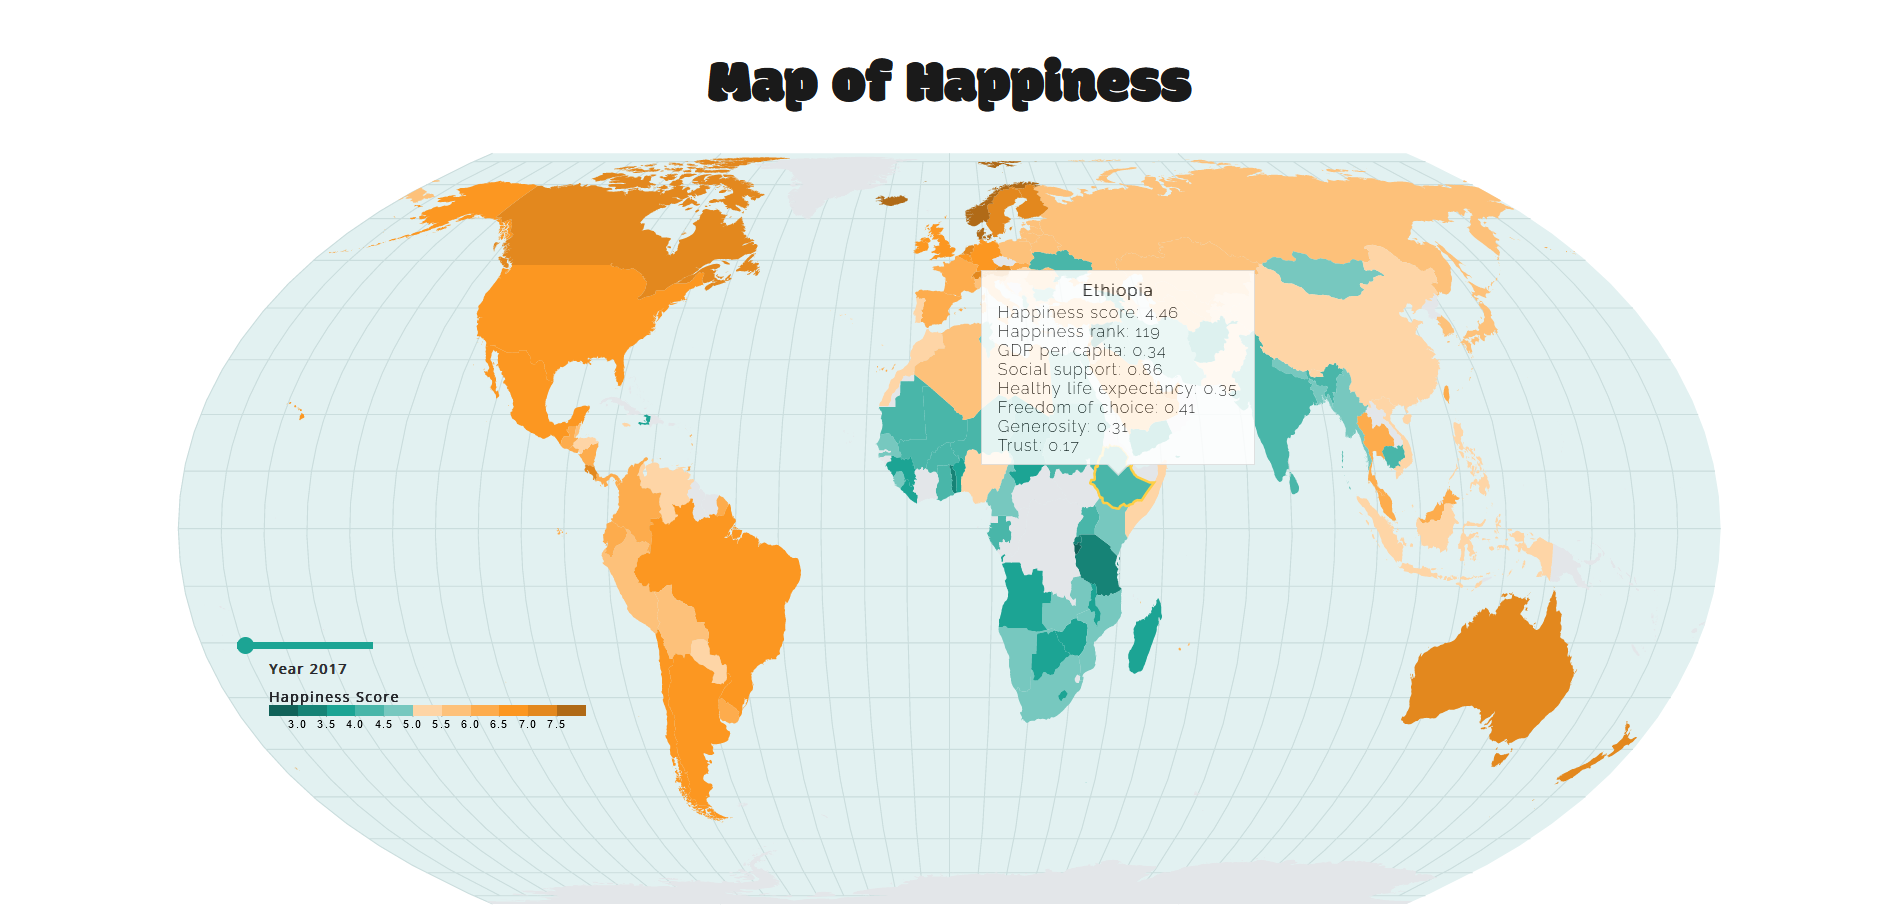 Map of Happiness
Ethiopia
Happiness score: 4.46
Happiness rank: 119
GDP per capita: 0.34
Social support: 0.86
Healthy life expectancy: 0.35
Freedom of choice: 0.41
Generosity: 0.31
Trust: 0.17
Year 2017
Happiness Score
3.0 3.5 4.0 4.5 5.0 5.5 6.0 6.5 7.0 7.5